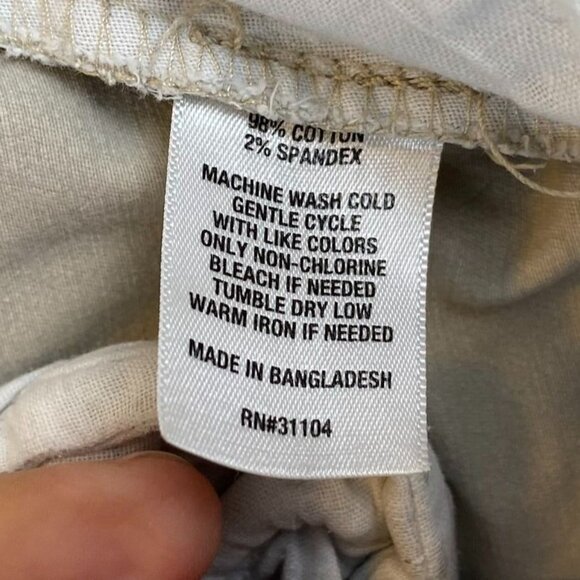 98% COTTON
2% SPANDEX
MACHINE WASH COLD
GENTLE CYCLE
WITH LIKE COLORS
ONLY NON-CHLORINE
BLEACH IF NEEDED
TUMBLE DRY LOW
WARM IRON IF NEEDED
MADE IN BANGLADESH
RN#31104